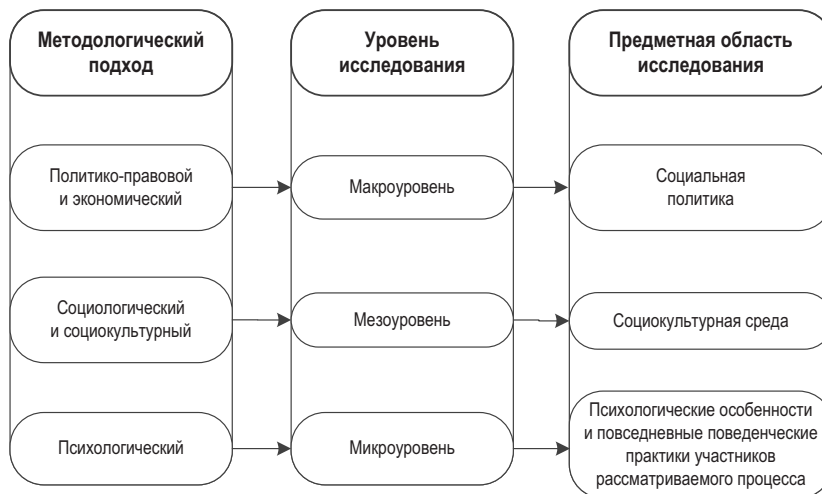 Методологический
подход
Уровень
исследования
Предметная область
исследования
Политико-правовой
и экономический
Макроуровень
Социальная
политика
Социологический
и социокультурный
Мезоуровень
Социокультурная среда
Психологический
Микроуровень
Психологические особенности
и повседневные поведенческие
практики участников
рассматриваемого процесса